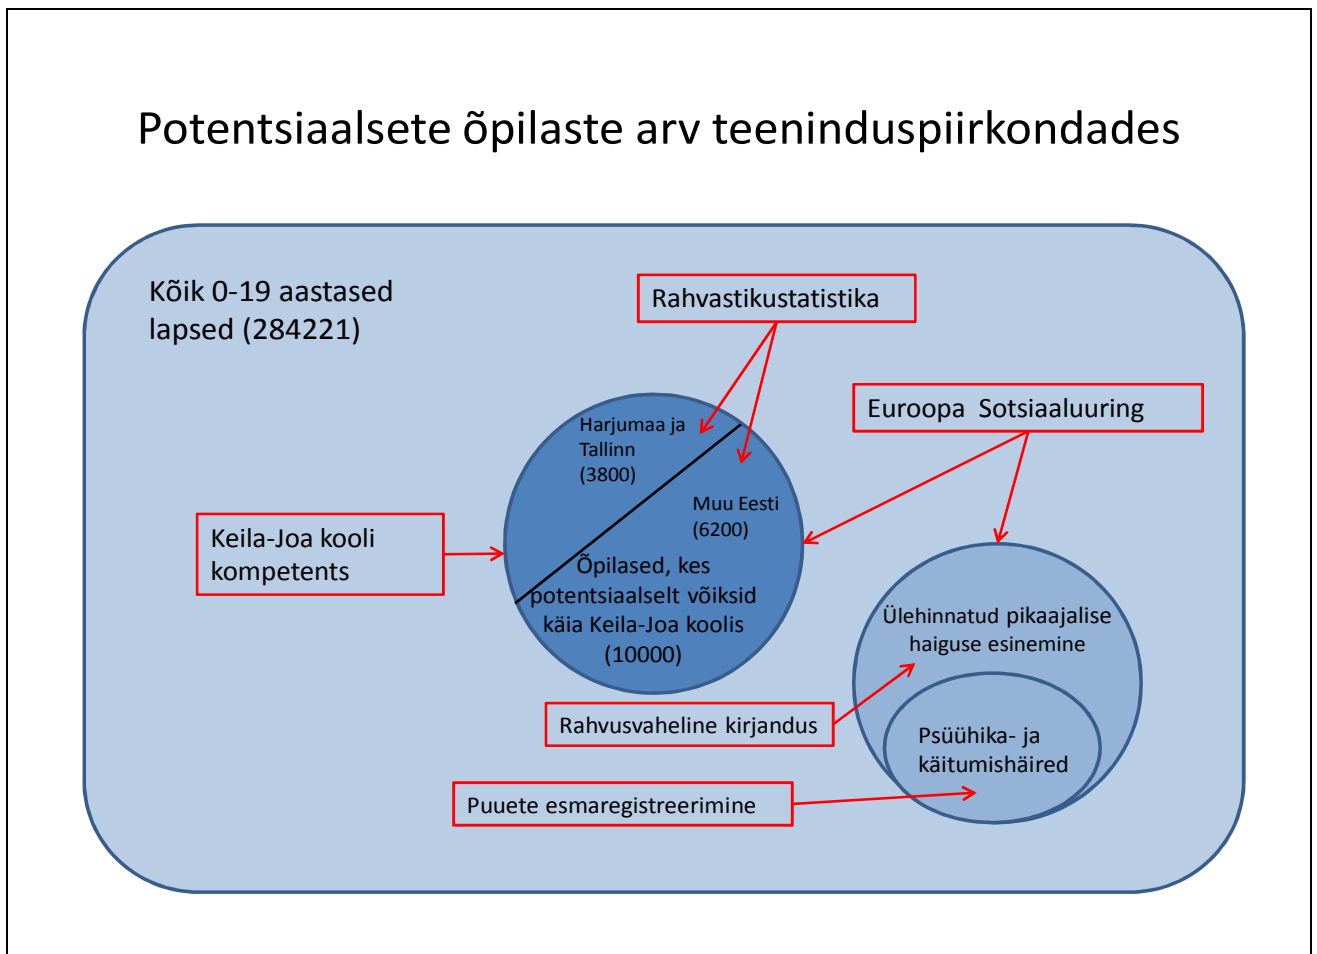 Potentsiaalsete õpilaste arv teeninduspiirkondades
Kõik 0-19 aastased
lapsed (284221)
Rahvastikustatistika
Euroopa Sotsiaaluuring
Harjumaa ja
Tallinn
(3800)
Muu Eesti
(6200)
Keila-Joa kooli
kompetents
Õpilased, kes
potentsiaalselt võiksid
käia Keila-Joa koolis
(10000)
Ülehinnatud pikaajalise
haiguse esinemine
Rahvusvaheline kirjandus
Psüühika- ja
käitumishäired
Puuete esmaregistreerimine